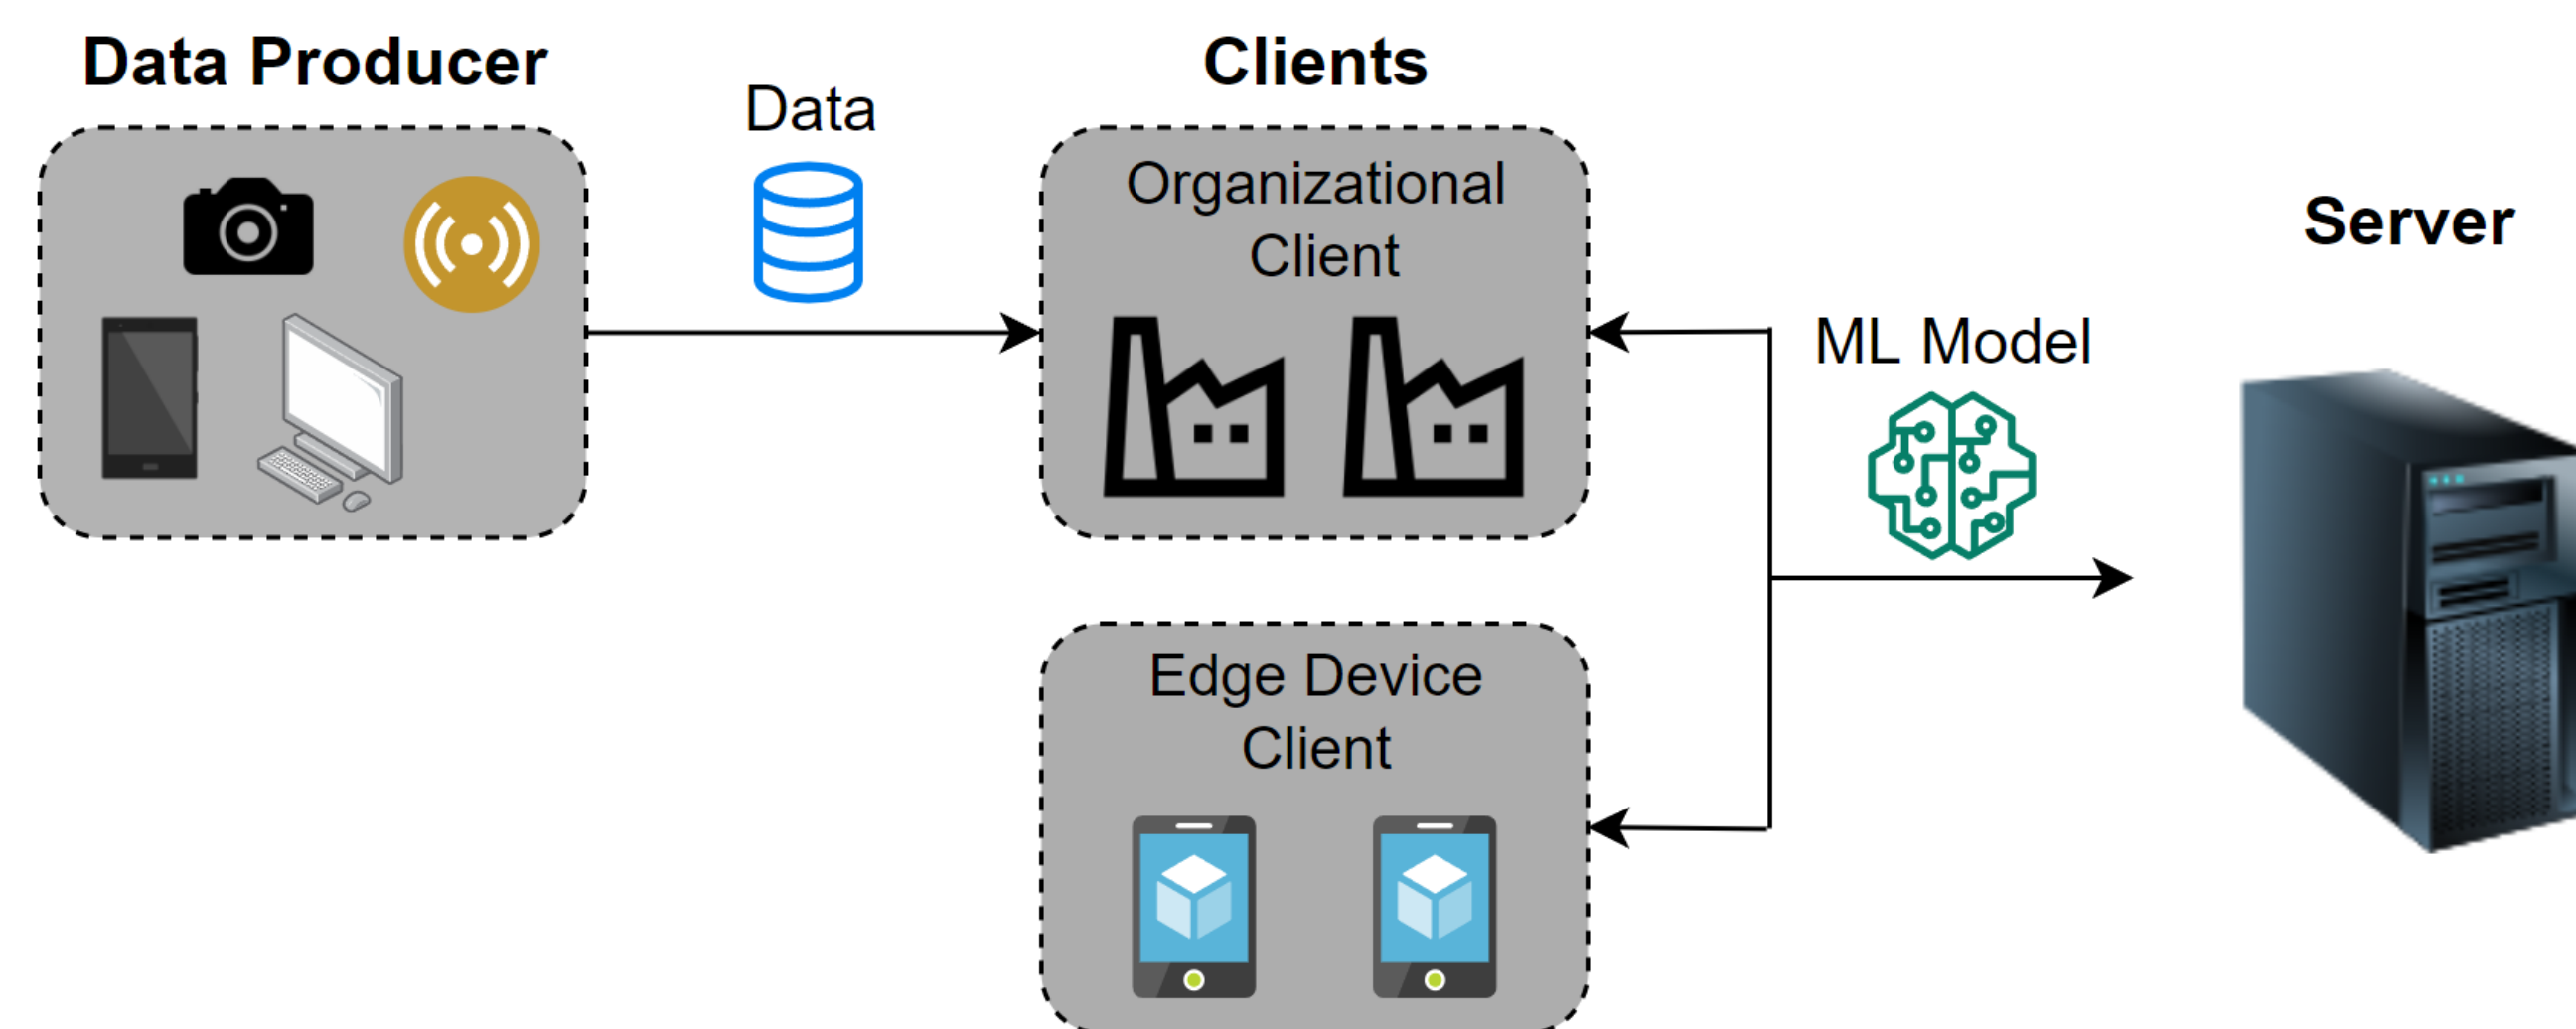 Data Producer
Data
Clients
Organizational
Client
Edge Device
Client
ML Model
Server